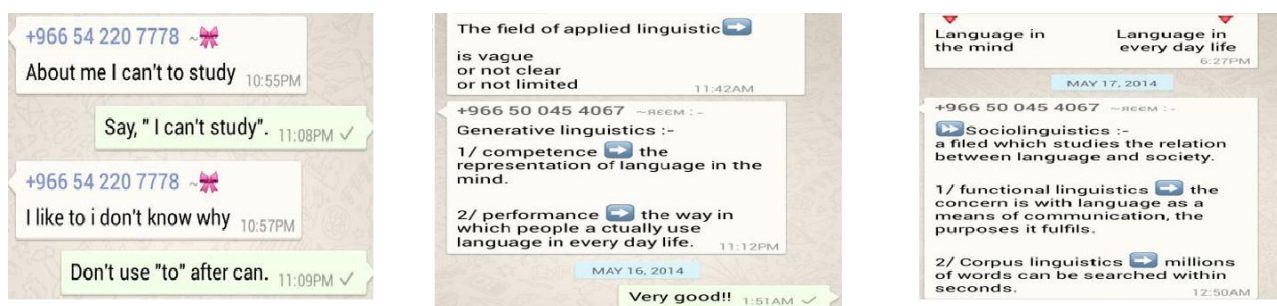 +966 54 220 7778 ~🎀
About me I can't to study 10:55PM
Say, " I can't study". 11:08PM ✓
+966 54 220 7778 ~🎀
I like to i don't know why 10:57PM
Don't use "to" after can. 11:09PM ✓
The field of applied linguistic ➡
is vague
or not clear
or not limited 11:42AM
+966 50 045 4067 ~ЯЄЄM : -
Generative linguistics :-
1/ competence ➡ the
representation of language in the
mind.
2/ performance ➡ the way in
which people a ctually use
language in every day life. 11:12PM
MAY 16, 2014
Very good!! 1:51AM ✓
Language in
the mind
Language in
every day life
6:27PM
MAY 17, 2014
+966 50 045 4067 ~ЯЄЄM : -
⏩Sociolinguistics :-
a filed which studies the relation
between language and society.
1/ functional linguistics ➡ the
concern is with language as a
means of communication, the
purposes it fulfils.
2/ Corpus linguistics ➡ millions
of words can be searched within
seconds. 12:50AM